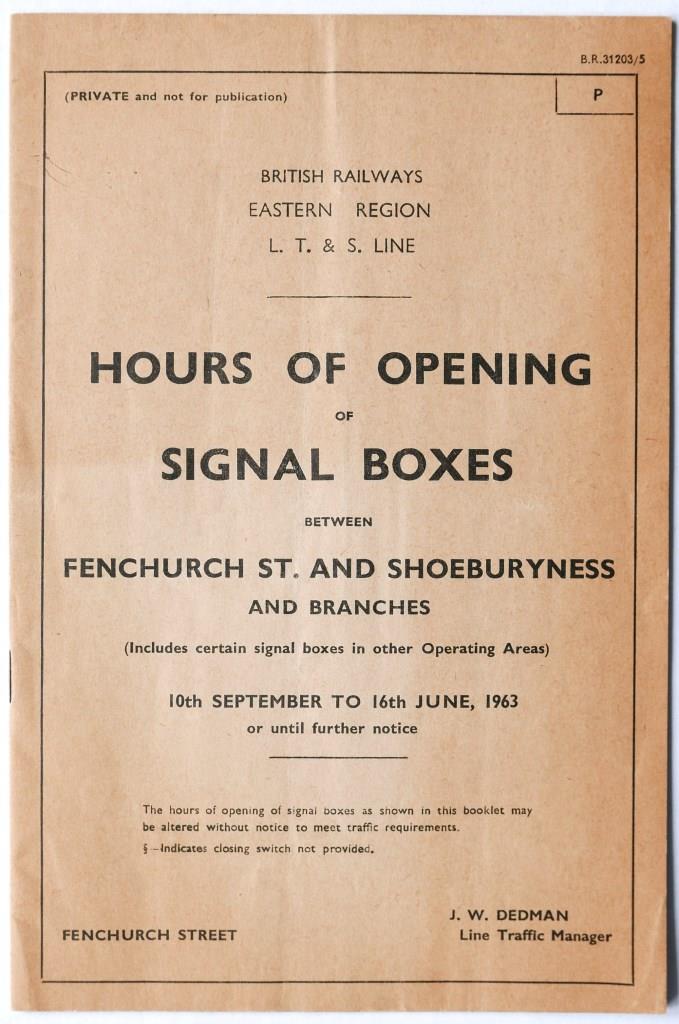 B.R.31203/5
(PRIVATE and not for publication)
P
BRITISH RAILWAYS
EASTERN REGION
L. T. & S. LINE
HOURS OF OPENING
OF
SIGNAL BOXES
BETWEEN
FENCHURCH ST. AND SHOEBURYNESS
AND BRANCHES
(Includes certain signal boxes in other Operating Areas)
10th SEPTEMBER TO 16th JUNE, 1963
or until further notice
The hours of opening of signal boxes as shown in this booklet may
be altered without notice to meet traffic requirements.
§—Indicates closing switch not provided.
J. W. DEDMAN
FENCHURCH STREET
Line Traffic Manager